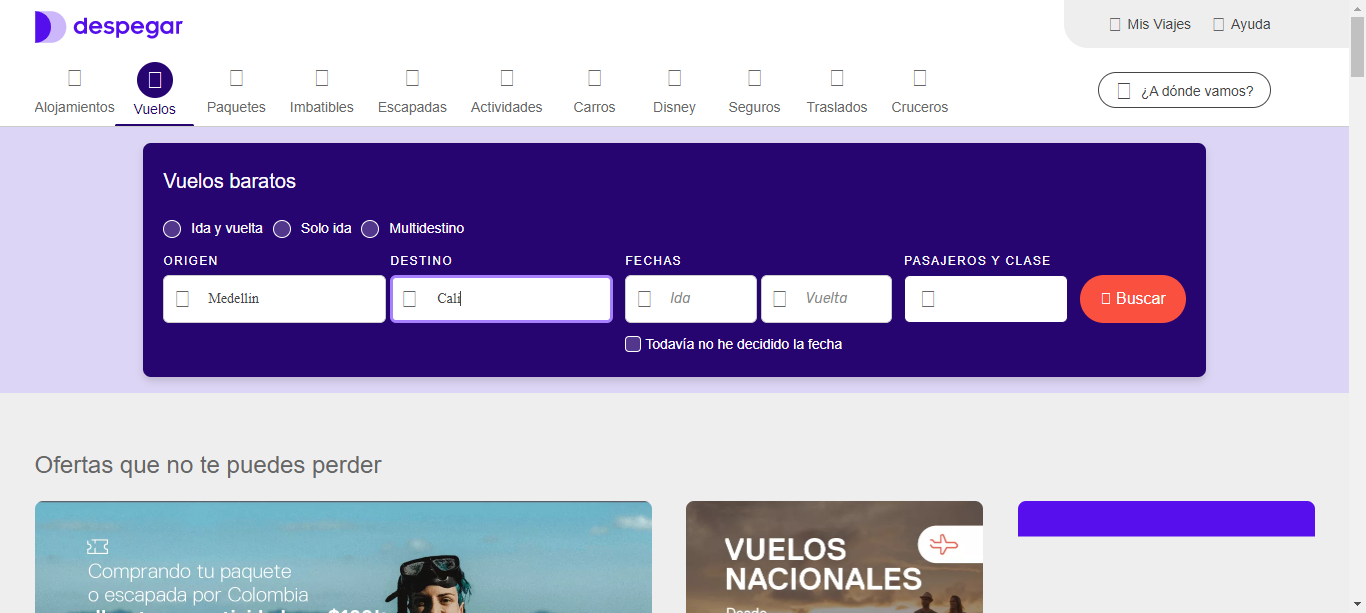 despegar
Mis Viajes Ayuda
Alojamientos Vuelos Paquetes Imbatibles Escapadas Actividades Carros Disney Seguros Traslados Cruceros
¿A dónde vamos?
Vuelos baratos
Ida y vuelta Solo ida Multidestino
ORIGEN DESTINO FECHAS PASAJEROS Y CLASE
Medellin Cali Ida Vuelta Buscar
Todavía no he decidido la fecha
Ofertas que no te puedes perder
Comprando tu paquete
o escapada por Colombia
VUELOS
NACIONALES
Desde